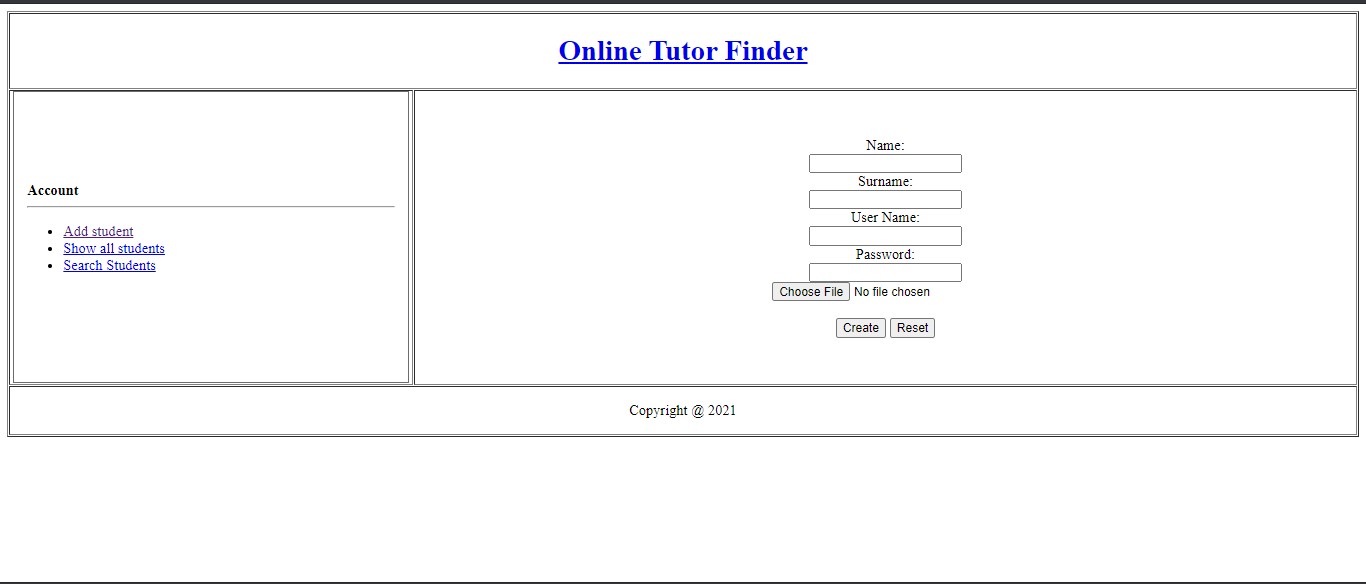 Online Tutor Finder
Account
Add student
Show all students
Search Students
Name:
Surname:
User Name:
Password:
Choose File No file chosen
Create Reset
Copyright @ 2021